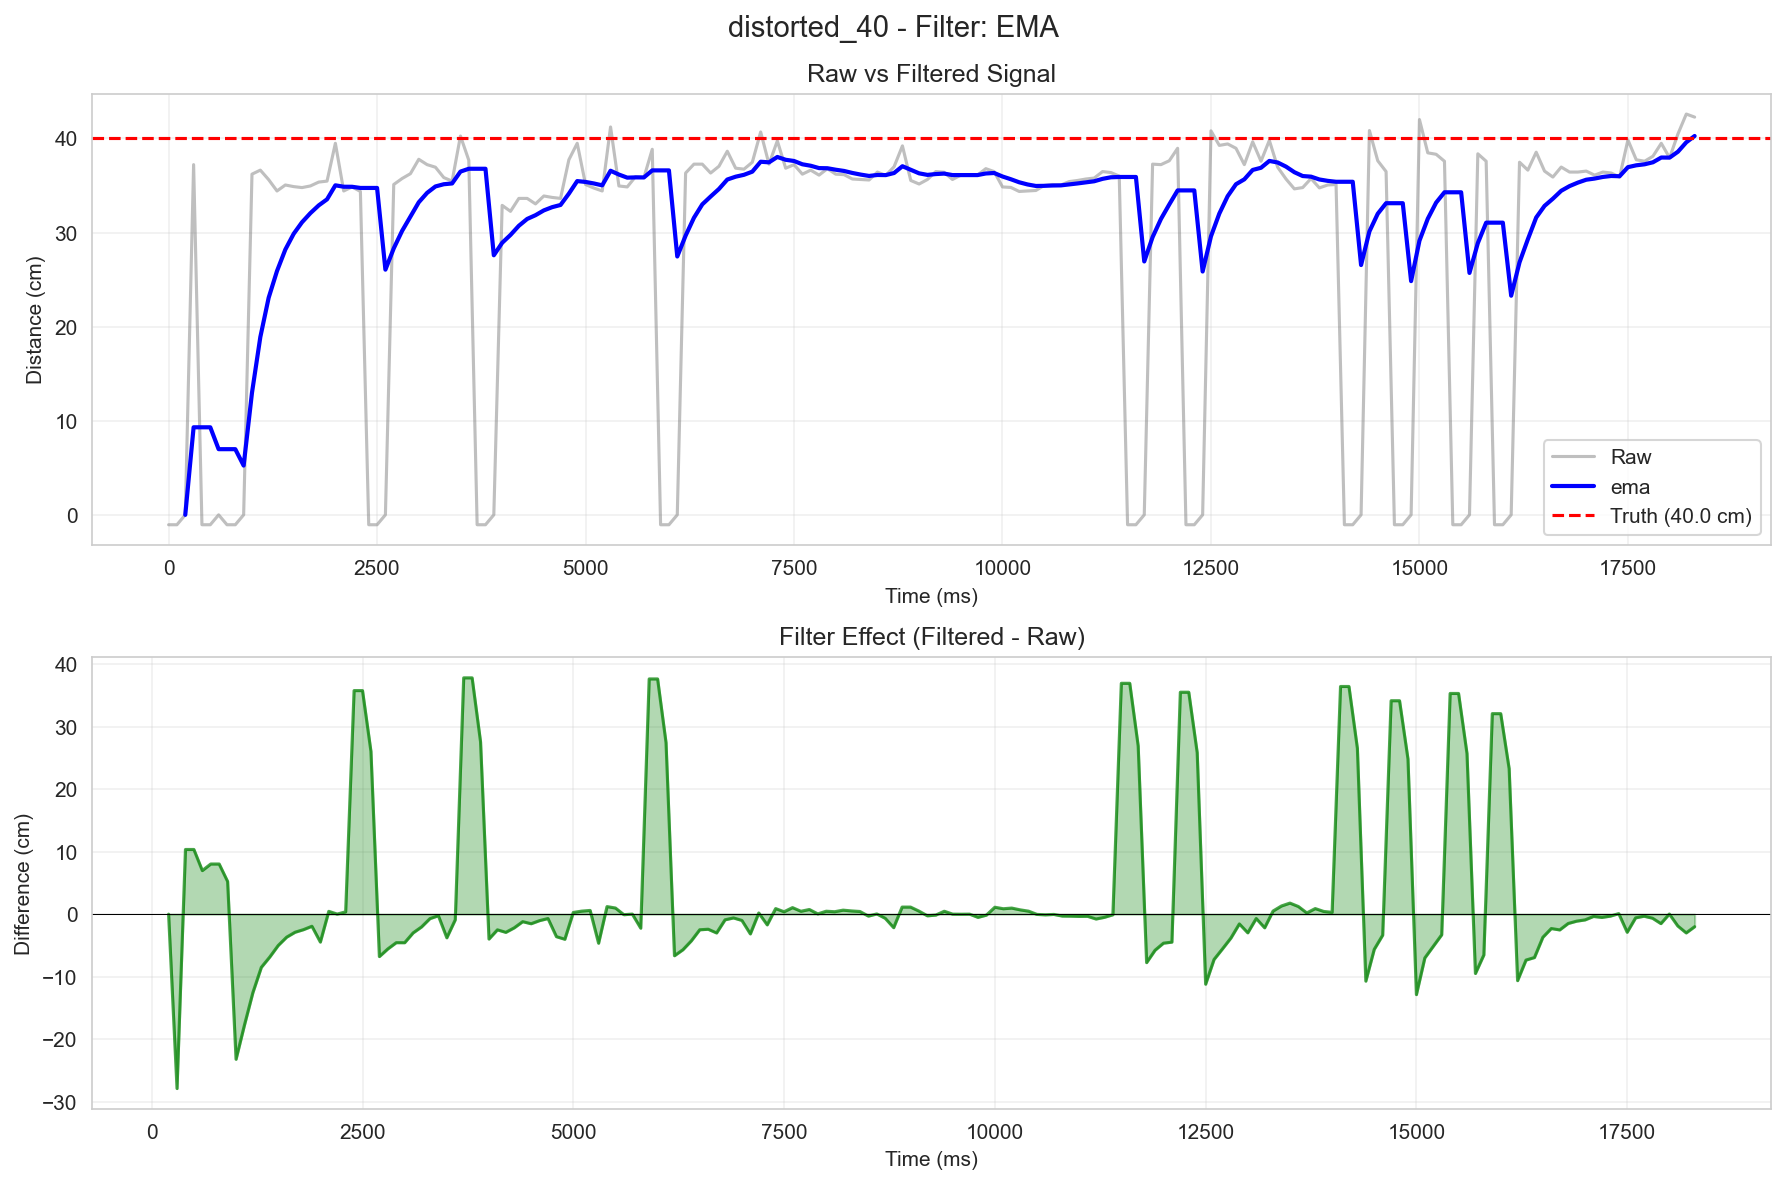 distorted_40 - Filter: EMA
Raw vs Filtered Signal
Distance (cm)
40
30
20
10
0
Raw
ema
Truth (40.0 cm)
0 2500 5000 7500 10000 12500 15000 17500
Time (ms)
Filter Effect (Filtered - Raw)
Difference (cm)
40
30
20
10
0
−10
−20
−30
0 2500 5000 7500 10000 12500 15000 17500
Time (ms)